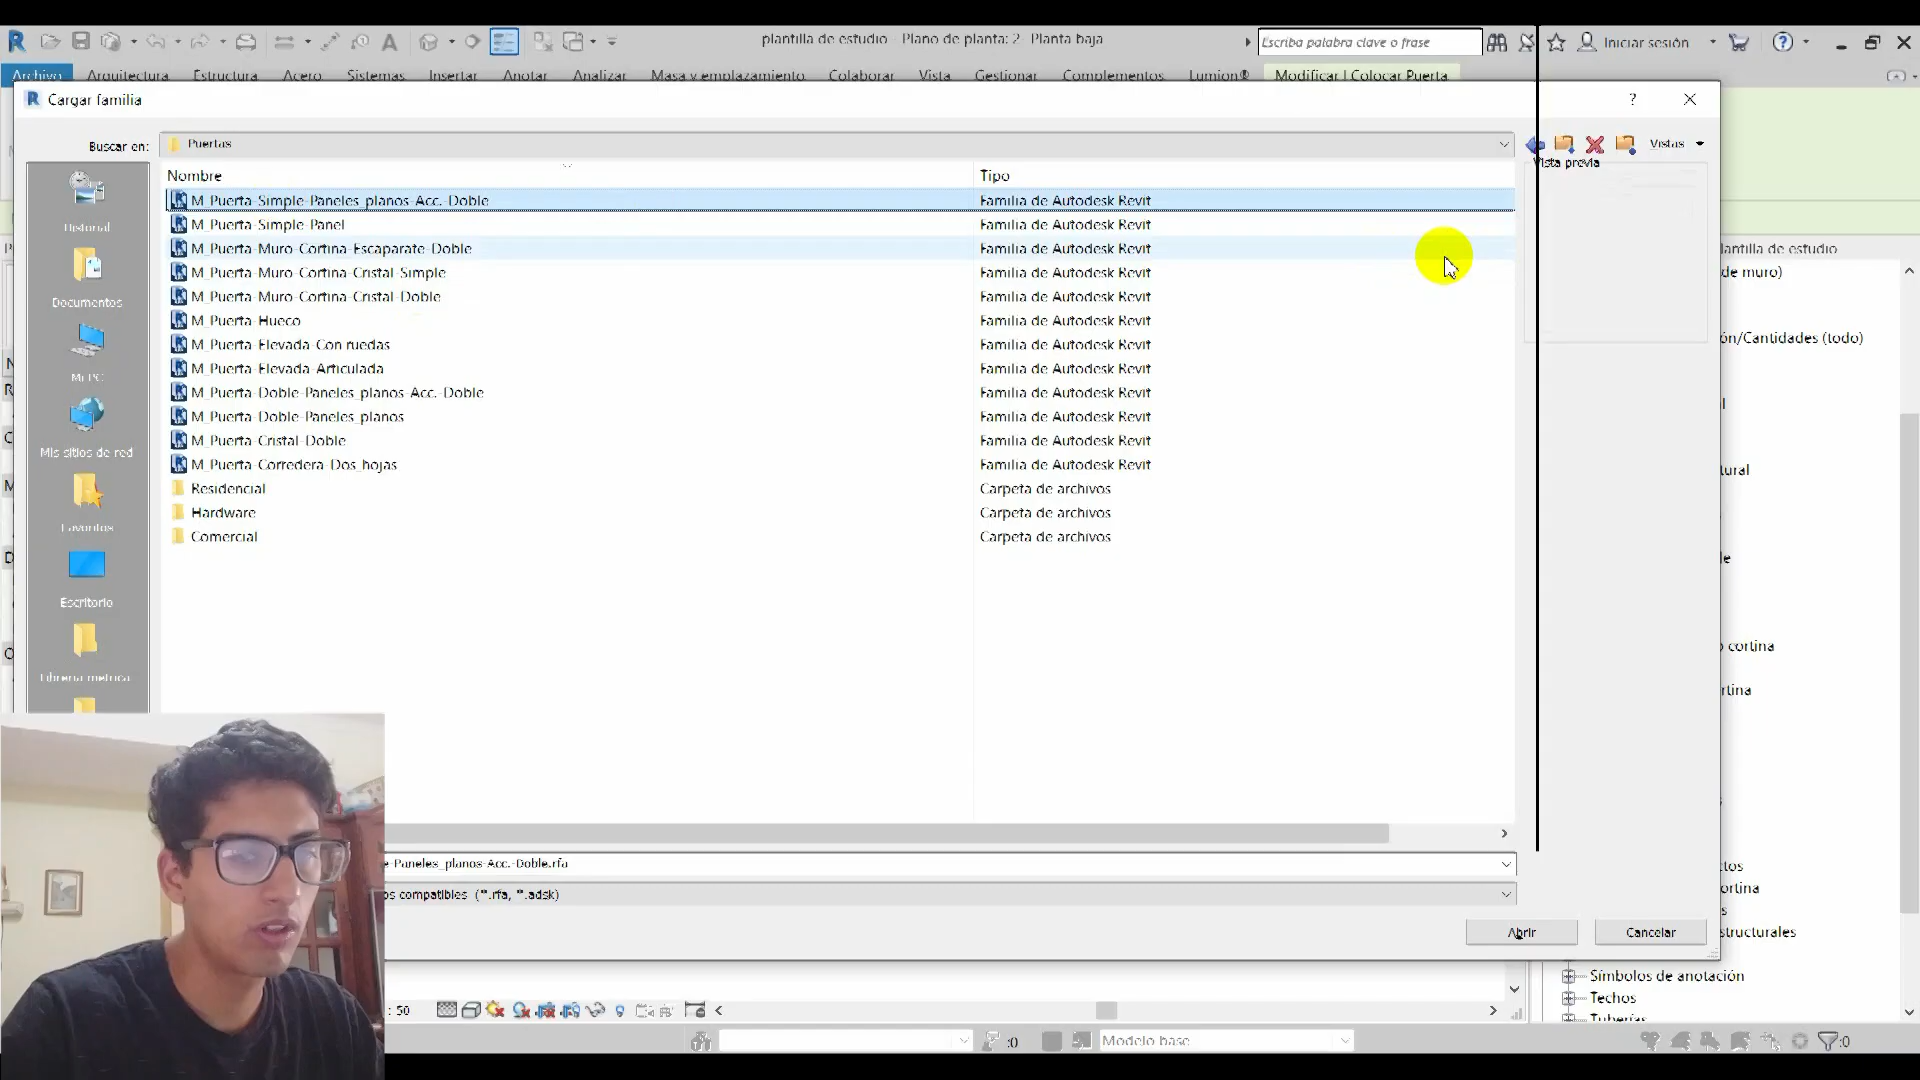 plantilla de estudio - Plano de planta: 2 - Planta baja
Escriba palabra clave o frase
Iniciar sesión
Archivo Arquitectura Estructura Acero Sistemas Insertar Anotar Analizar Masa y emplazamiento Colaborar Vista Gestionar Complementos Lumion® Modificar | Colocar Puerta
Cargar familia
Buscar en:
Puertas
Vistas
Vista previa
Nombre Tipo
M_Puerta-Simple-Paneles_planos-Acc.-Doble Familia de Autodesk Revit
M_Puerta-Simple-Panel Familia de Autodesk Revit
M_Puerta-Muro-Cortina-Escaparate-Doble Familia de Autodesk Revit
M_Puerta-Muro-Cortina-Cristal-Simple Familia de Autodesk Revit
M_Puerta-Muro-Cortina-Cristal-Doble Familia de Autodesk Revit
M_Puerta-Hueco Familia de Autodesk Revit
M_Puerta-Elevada-Con ruedas Familia de Autodesk Revit
M_Puerta-Elevada-Articulada Familia de Autodesk Revit
M_Puerta-Doble-Paneles_planos-Acc.-Doble Familia de Autodesk Revit
M_Puerta-Doble-Paneles_planos Familia de Autodesk Revit
M_Puerta-Cristal-Doble Familia de Autodesk Revit
M_Puerta-Corredera-Dos_hojas Familia de Autodesk Revit
Residencial Carpeta de archivos
Hardware Carpeta de archivos
Comercial Carpeta de archivos
Historial
Documentos
Mi PC
Mis sitios de red
Favoritos
Escritorio
Librería métrica
e-Paneles_planos-Acc.-Doble.rfa
os compatibles (*.rfa, *.adsk)
Abrir
Cancelar
lantilla de estudio
de muro)
ón/Cantidades (todo)
al
tural
le
o cortina
rtina
s
ctos
ortina
s
structurales
Símbolos de anotación
Techos
Tuberías
: 50
:0
Modelo base
:0